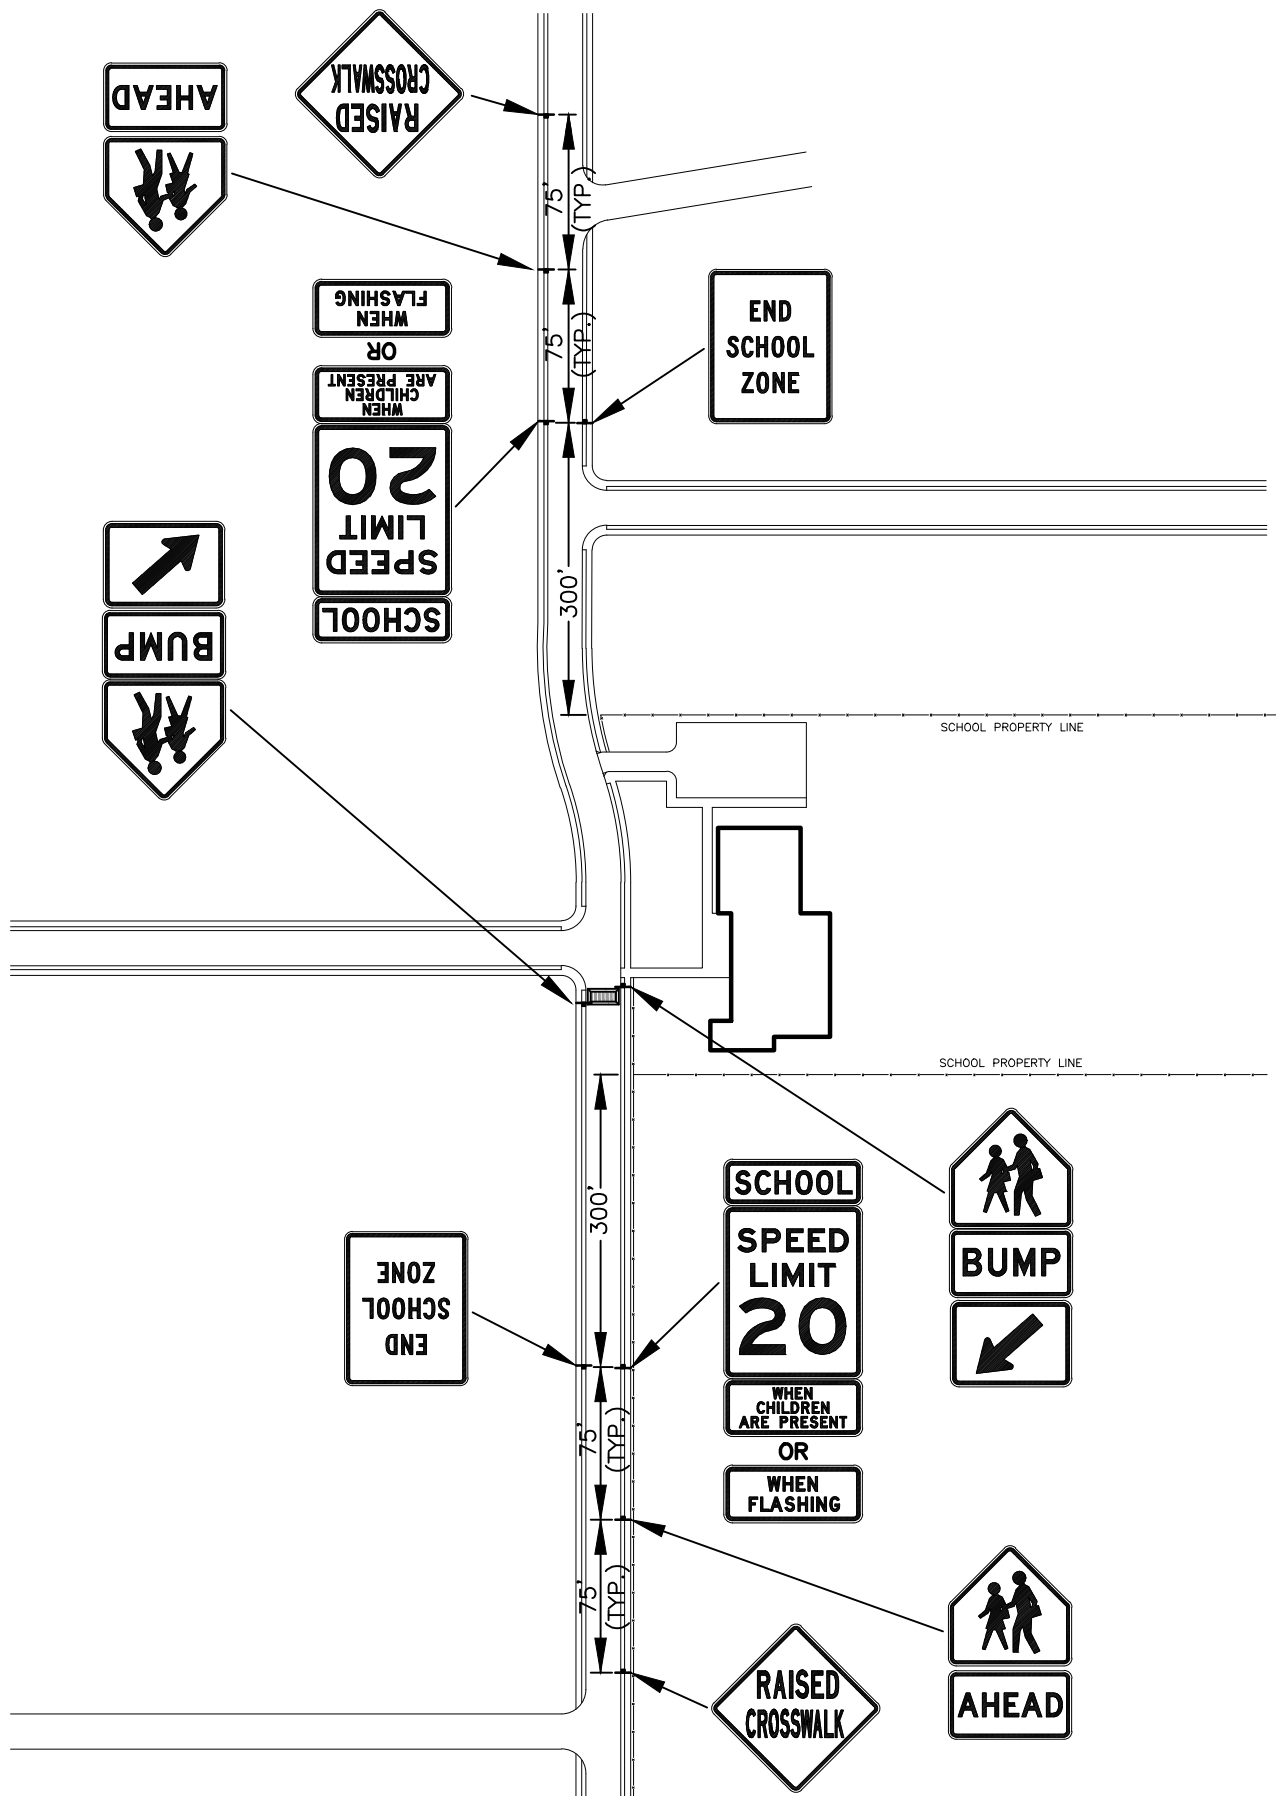 RAISED
CROSSWALK
AHEAD
75'
(TYP.)
75'
(TYP.)
SCHOOL
SPEED
LIMIT
20
WHEN
CHILDREN
ARE PRESENT
OR
WHEN
FLASHING
END
SCHOOL
ZONE
BUMP
300'
SCHOOL PROPERTY LINE
SCHOOL PROPERTY LINE
300'
SCHOOL
SPEED
LIMIT
20
WHEN
CHILDREN
ARE PRESENT
OR
WHEN
FLASHING
BUMP
END
SCHOOL
ZONE
75'
(TYP.)
75'
(TYP.)
RAISED
CROSSWALK
AHEAD